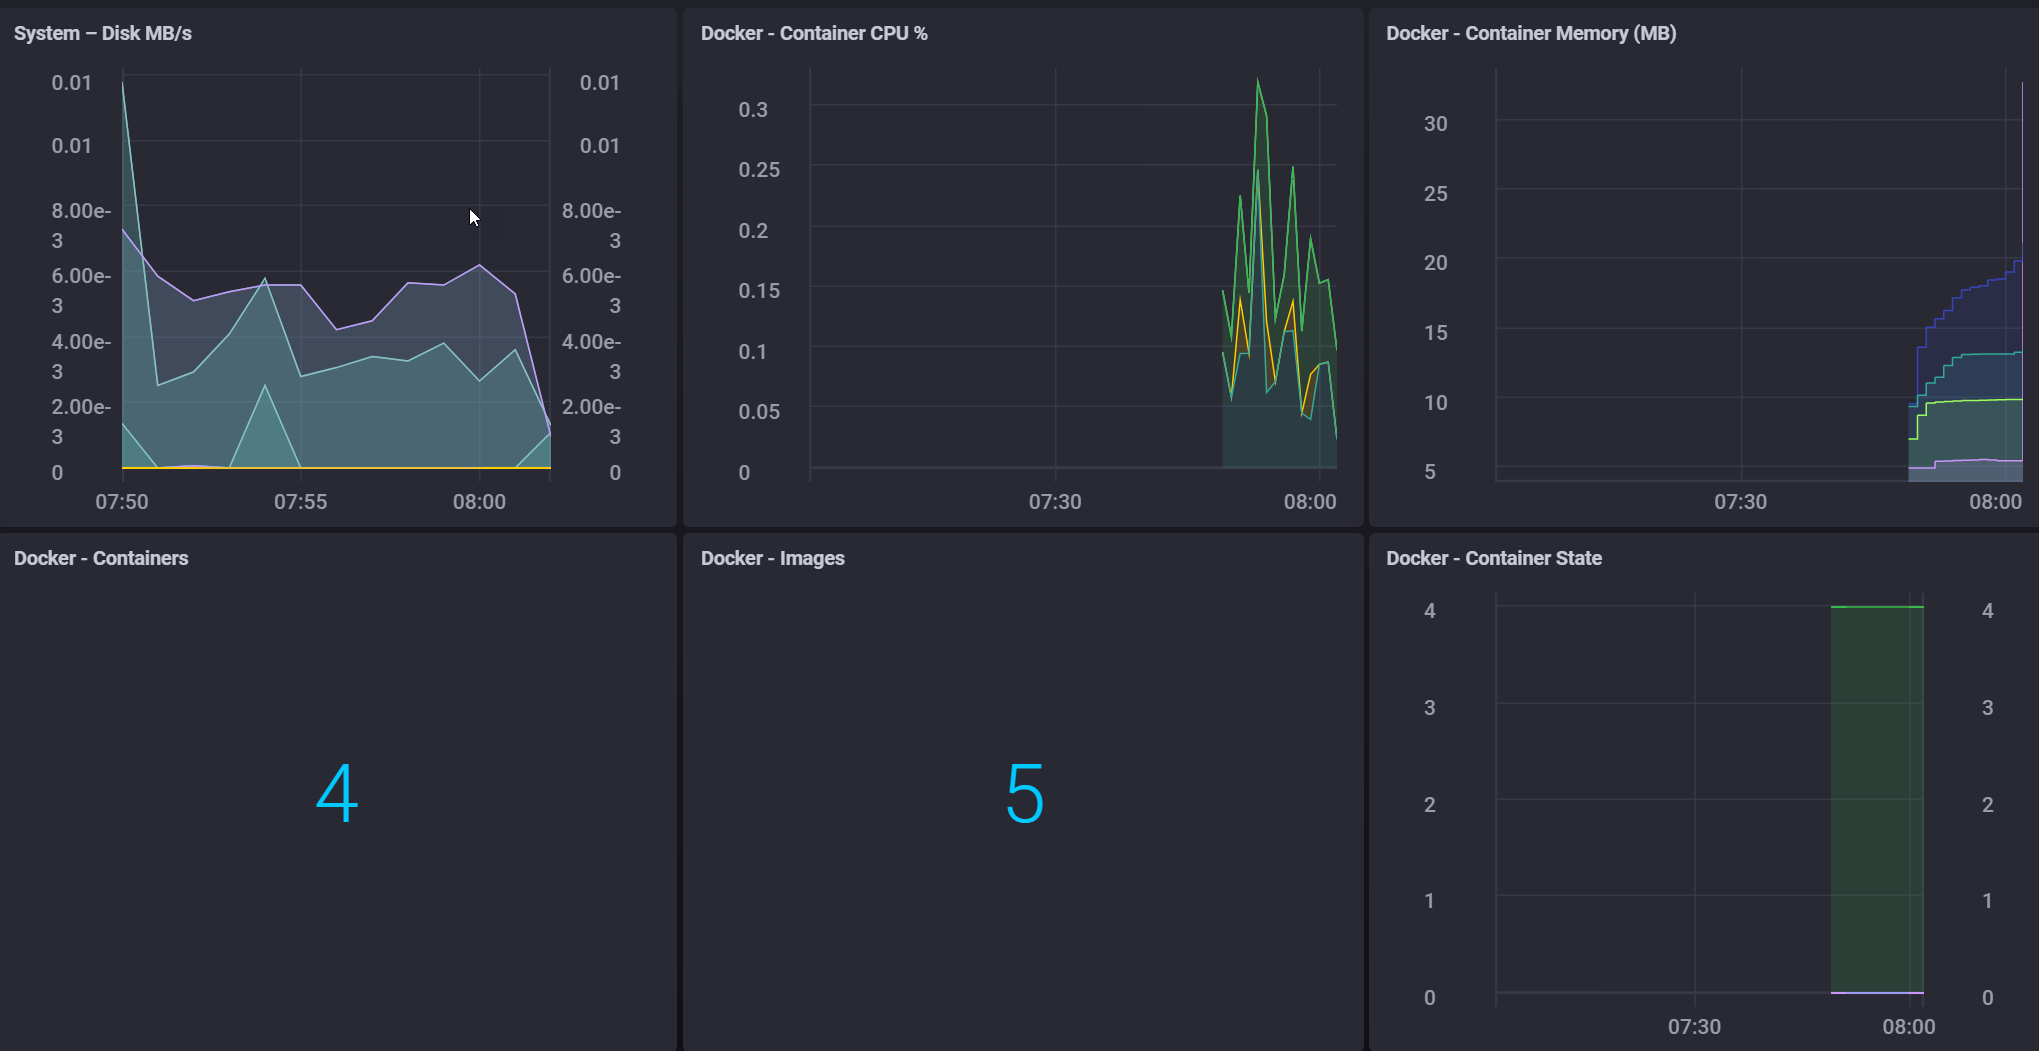 System – Disk MB/s
0.01
0.01
8.00e-
3
6.00e-
3
4.00e-
3
2.00e-
3
0
0.01
0.01
8.00e-
3
6.00e-
3
4.00e-
3
2.00e-
3
0
07:50 07:55 08:00
Docker - Container CPU %
0.3
0.25
0.2
0.15
0.1
0.05
0
07:30 08:00
Docker - Container Memory (MB)
30
25
20
15
10
5
07:30 08:00
Docker - Containers
4
Docker - Images
5
Docker - Container State
4
3
2
1
0
4
3
2
1
0
07:30 08:00